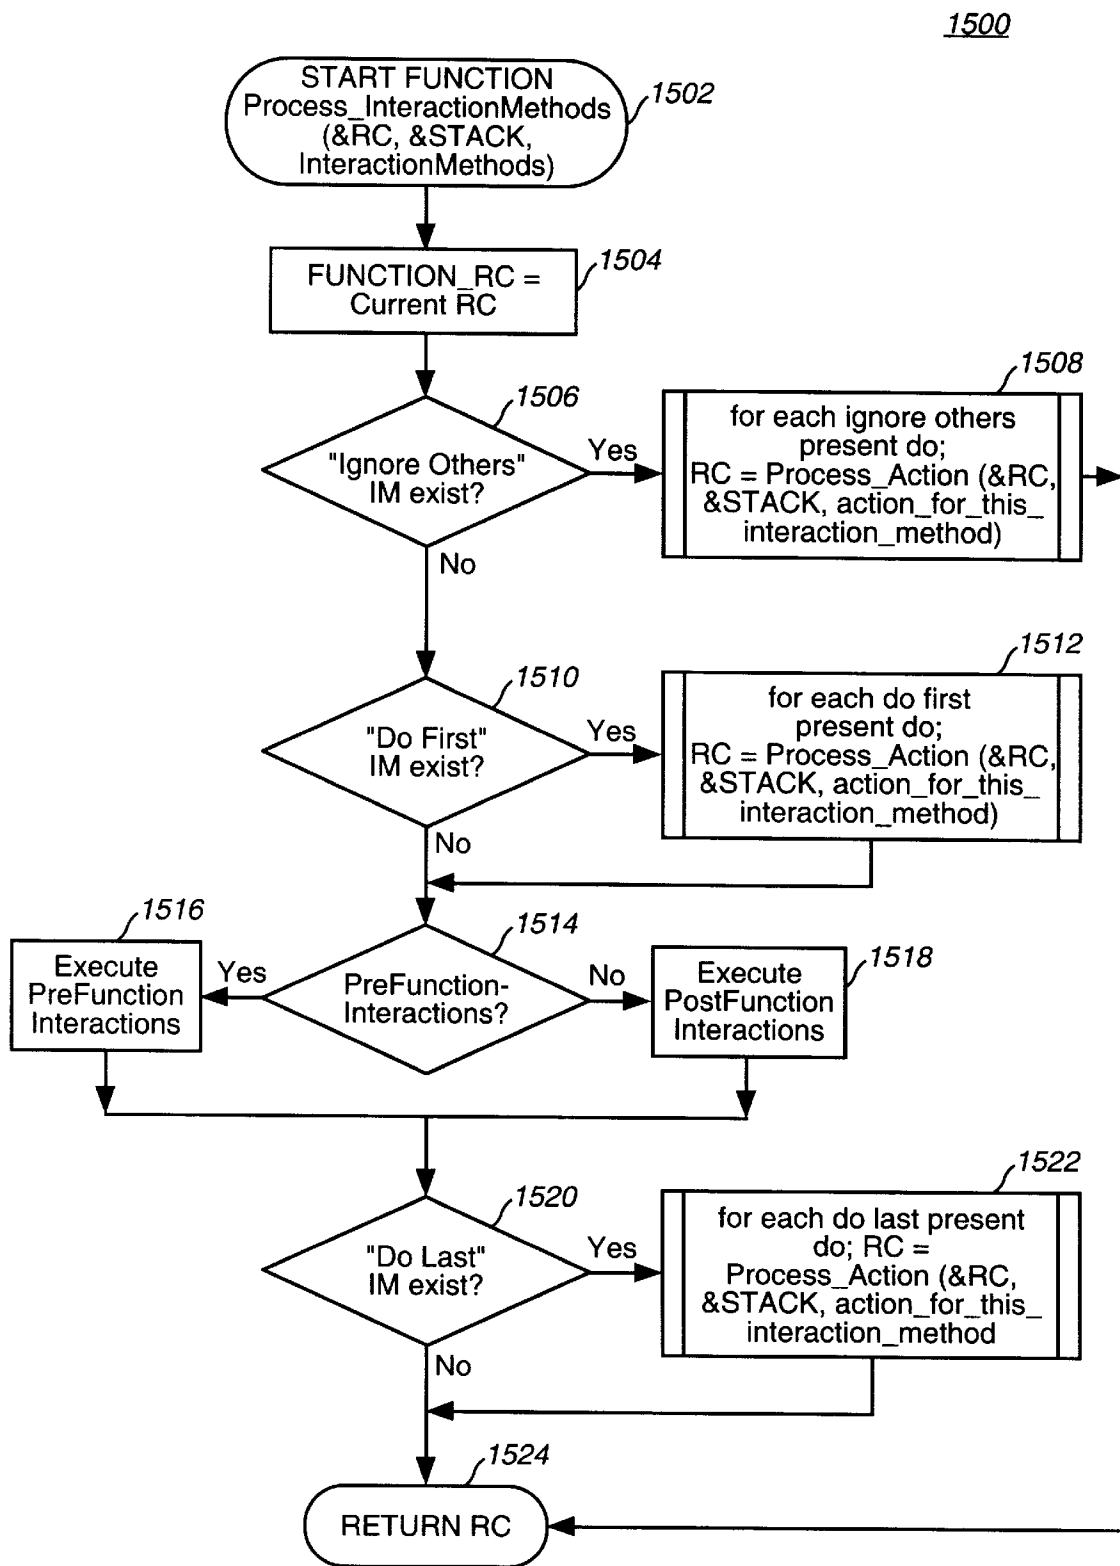 1500
START FUNCTION
Process_InteractionMethods
(&RC, &STACK,
InteractionMethods)
1502
FUNCTION_RC =
Current RC
1504
"Ignore Others"
IM exist?
1506
Yes
No
for each ignore others
present do;
RC = Process_Action (&RC,
&STACK, action_for_this_
interaction_method)
1508
"Do First"
IM exist?
1510
Yes
No
for each do first
present do;
RC = Process_Action (&RC,
&STACK, action_for_this_
interaction_method)
1512
PreFunction-
Interactions?
1514
Yes
No
Execute
PreFunction
Interactions
1516
Execute
PostFunction
Interactions
1518
"Do Last"
IM exist?
1520
Yes
No
for each do last present
do; RC =
Process_Action (&RC,
&STACK, action_for_this_
interaction_method
1522
RETURN RC
1524